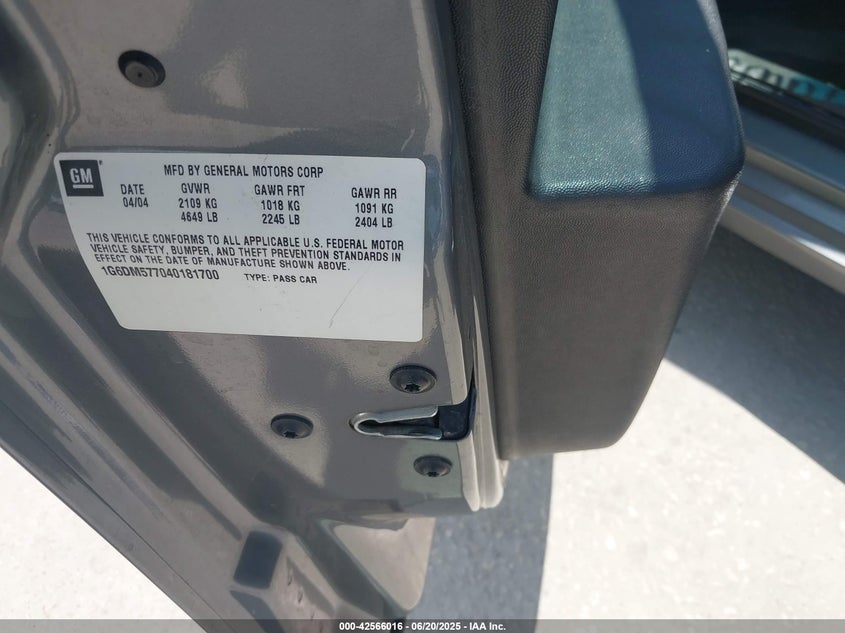 GM
MFD BY GENERAL MOTORS CORP
DATE GVWR GAWR FRT GAWR RR
04/04 2109 KG 1018 KG 1091 KG
4649 LB 2245 LB 2404 LB
THIS VEHICLE CONFORMS TO ALL APPLICABLE U.S. FEDERAL MOTOR
VEHICLE SAFETY, BUMPER, AND THEFT PREVENTION STANDARDS IN
EFFECT ON THE DATE OF MANUFACTURE SHOWN ABOVE.
1G6DM577040181700 TYPE: PASS CAR
000-42566016 | 06/20/2025 - IAA Inc.